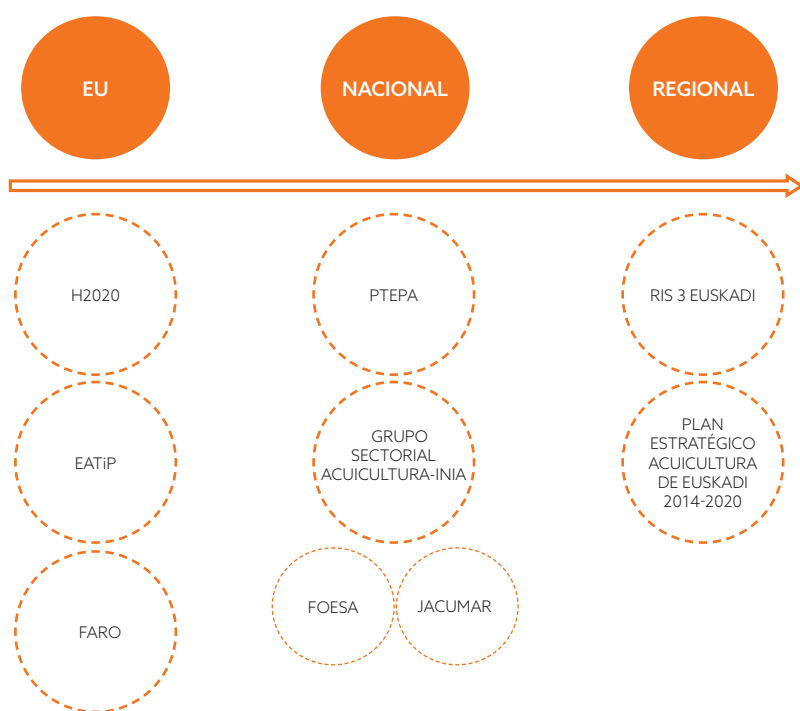 EU
NACIONAL
REGIONAL
H2020
PTEPA
RIS 3 EUSKADI
EATiP
GRUPO
SECTORIAL
ACUICULTURA-INIA
PLAN
ESTRATÉGICO
ACUICULTURA
DE EUSKADI
2014-2020
FARO
FOESA
JACUMAR